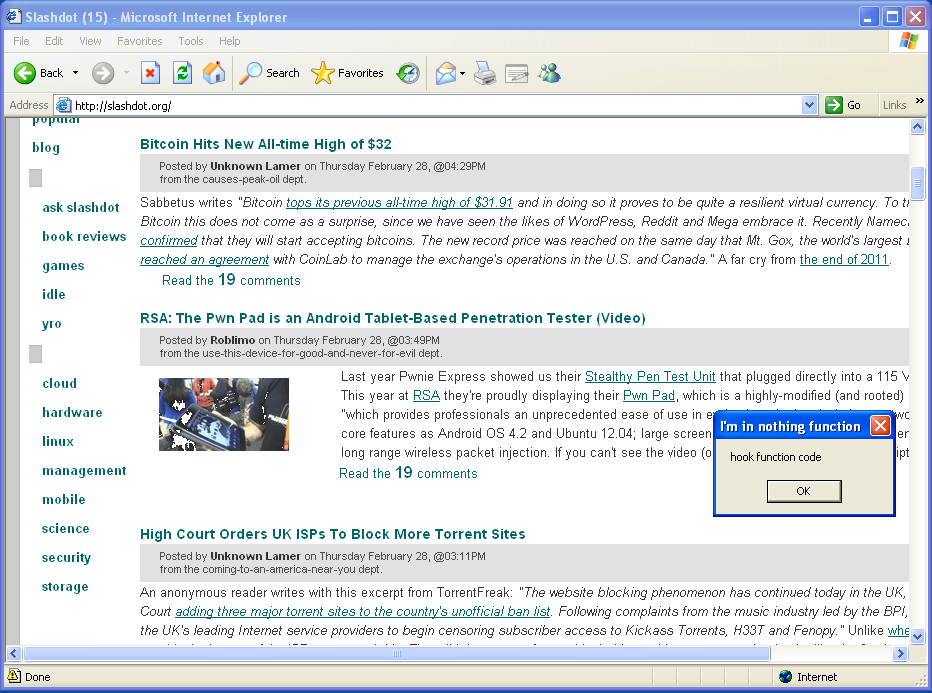 Slashdot (15) - Microsoft Internet Explorer
File Edit View Favorites Tools Help
Back Search Favorites
Address http://slashdot.org/ Go Links »
popular
blog
ask slashdot
book reviews
games
idle
yro
cloud
hardware
linux
management
mobile
science
security
storage
Bitcoin Hits New All-time High of $32
Posted by Unknown Lamer on Thursday February 28, @04:29PM
from the causes-peak-oil dept.
Sabbetus writes "Bitcoin tops its previous all-time high of $31.91 and in doing so it proves to be quite a resilient virtual currency. To
Bitcoin this does not come as a surprise, since we have seen the likes of WordPress, Reddit and Mega embrace it. Recently
confirmed that they will start accepting bitcoins. The new record price was reached on the same day that Mt. Gox, the world's largest
reached an agreement with CoinLab to manage the exchange's operations in the U.S. and Canada." A far cry from the end of 2011.
Read the 19 comments
RSA: The Pwn Pad is an Android Tablet-Based Penetration Tester (Video)
Posted by Roblimo on Thursday February 28, @03:49PM
from the use-this-device-for-good-and-never-for-evil dept.
Last year Pwnie Express showed us their Stealthy Pen Test Unit that plugged directly into a 115 V
This year at RSA they're proudly displaying their Pwn Pad, which is a highly-modified (and rooted)
"which provides professionals an unprecedented ease of use in
core features as Android OS 4.2 and Ubuntu 12.04; large screen
long range wireless packet injection. If you can't see the video
Read the 19 comments
I'm in nothing function
hook function code
OK
High Court Orders UK ISPs To Block More Torrent Sites
Posted by Unknown Lamer on Thursday February 28, @03:11PM
from the coming-to-an-america-near-you dept.
An anonymous reader writes with this excerpt from TorrentFreak: "The website blocking phenomenon has continued today in the UK,
Court adding three major torrent sites to the country's unofficial ban list. Following complaints from the music industry led by the BPI,
the UK's leading Internet service providers to begin censoring subscriber access to Kickass Torrents, H33T and Fenopy." Unlike
Done Internet